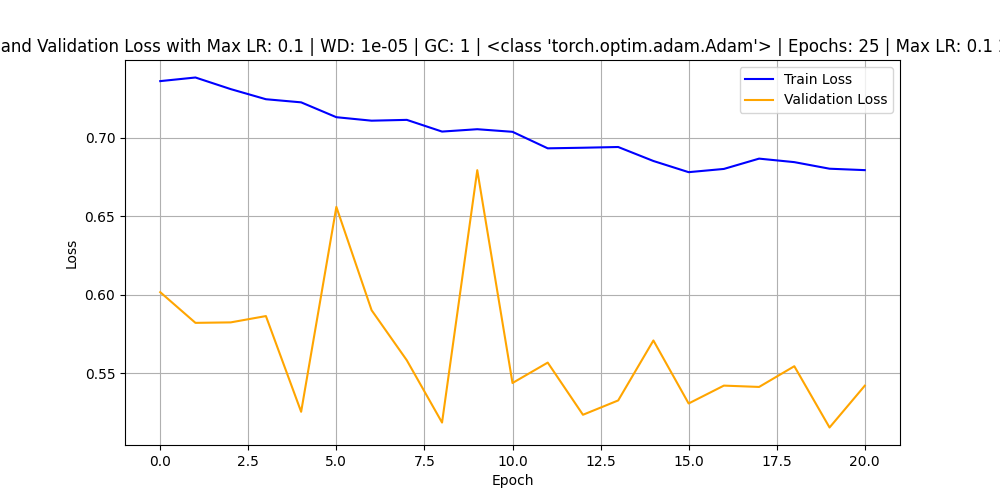 and Validation Loss with Max LR: 0.1 | WD: 1e-05 | GC: 1 | <class 'torch.optim.adam.Adam'> | Epochs: 25 | Max LR: 0.1
Train Loss
Validation Loss
0.70
0.65
0.60
0.55
Loss
0.0 2.5 5.0 7.5 10.0 12.5 15.0 17.5 20.0
Epoch